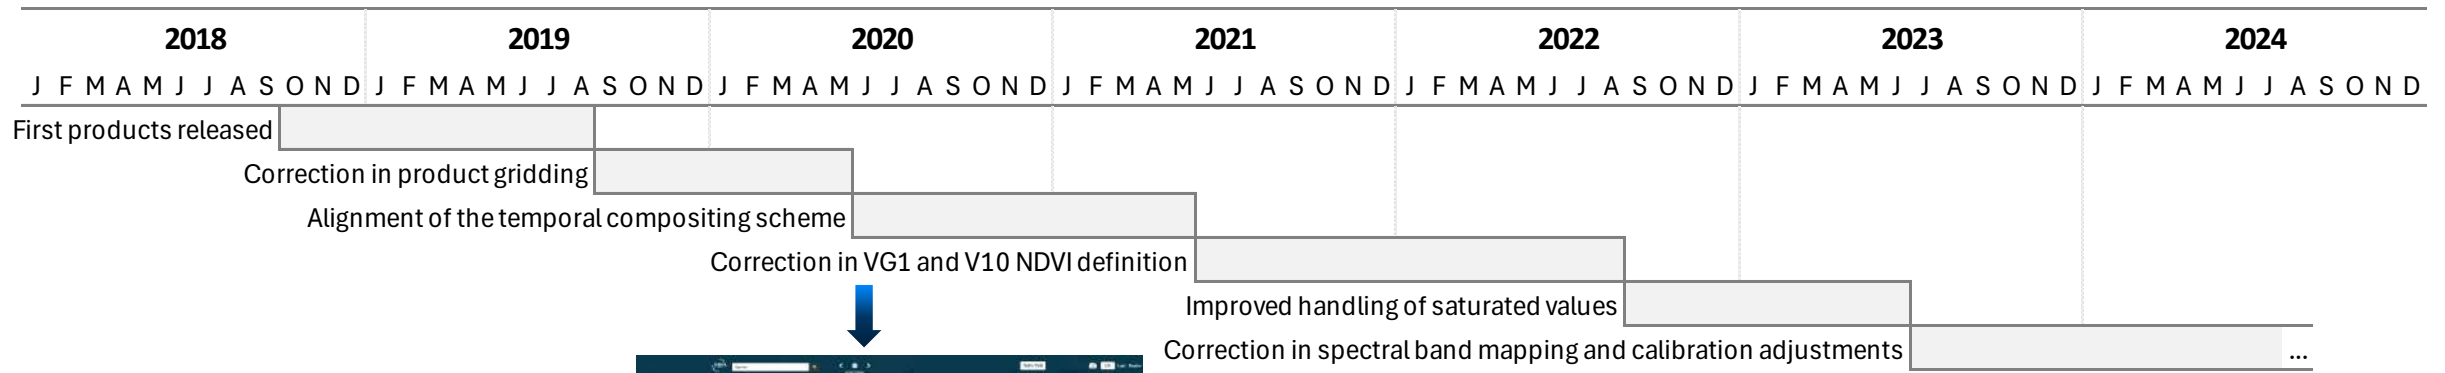 2018 2019 2020 2021 2022 2023 2024
J F M A M J J A S O N D J F M A M J J A S O N D J F M A M J J A S O N D J F M A M J J A S O N D J F M A M J J A S O N D J F M A M J J A S O N D J F M A M J J A S O N D
First products released
Correction in product gridding
Alignment of the temporal compositing scheme
Correction in VG1 and V10 NDVI definition
Improved handling of saturated values
Correction in spectral band mapping and calibration adjustments
...